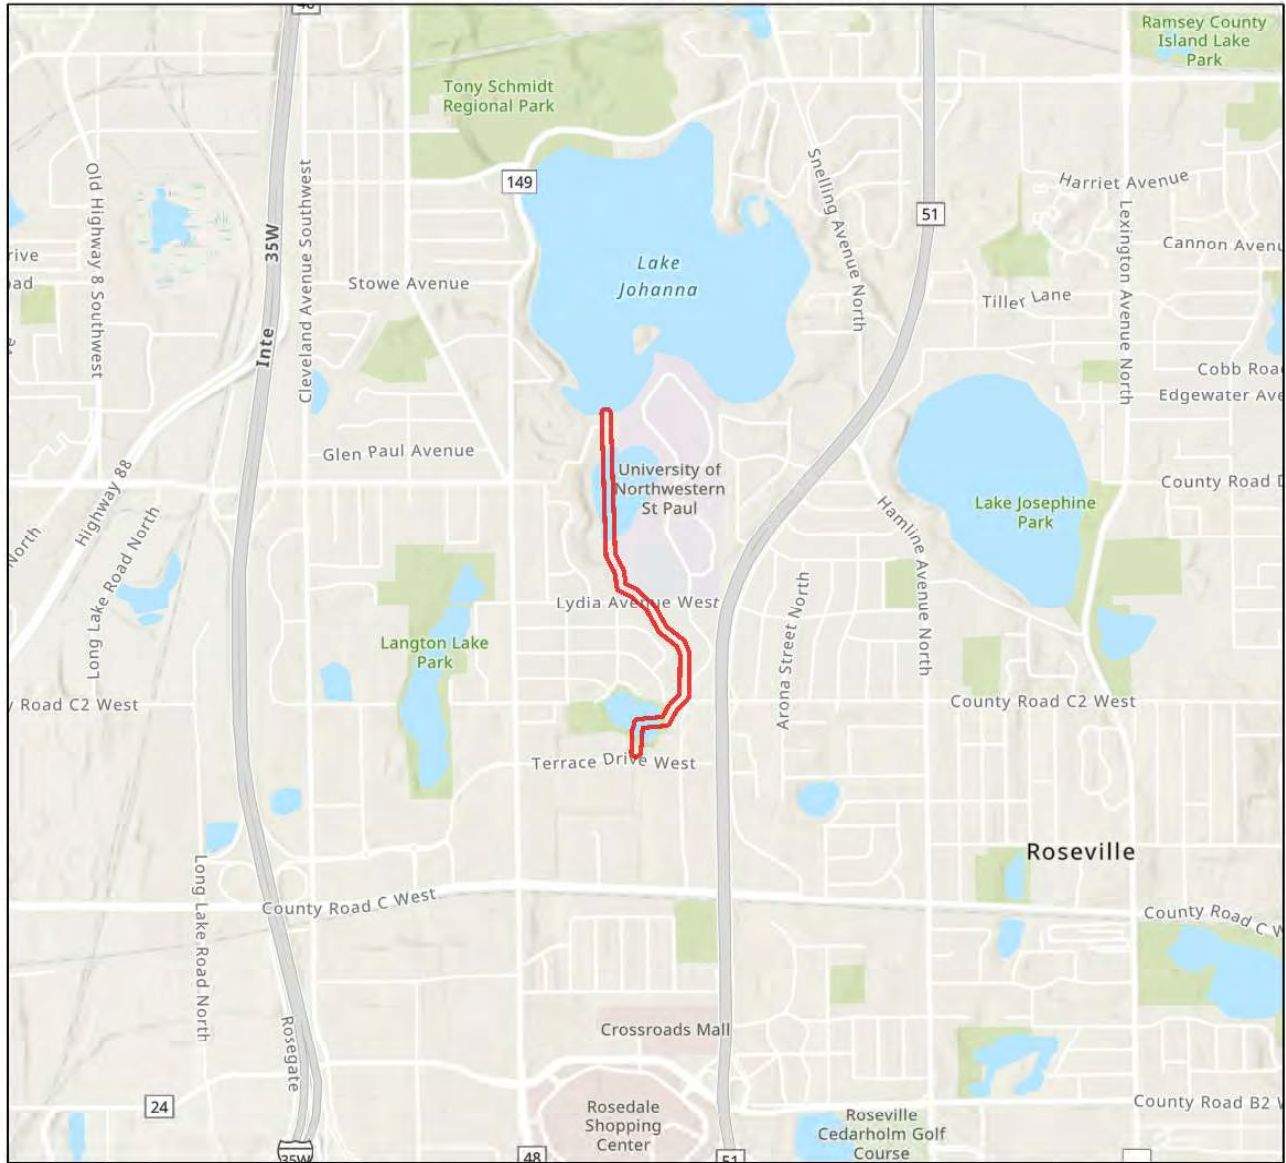 Ramsey County
Island Lake
Park
Tony Schmidt
Regional Park
149
Snelling Avenue North
Harriet Avenue
51
Old Highway 8 Southwest
Cleveland Avenue Southwest
35W
Inte
Lexington Avenue North
Cannon Avenu
rive
oad
Lake
Johanna
Stowe Avenue
Tiller Lane
Cobb Road
Edgewater Ave
Glen Paul Avenue
University of
Northwestern
St Paul
County Road D
Highway 88
Long Lake Road North
North
Lake Josephine
Park
Hamline Avenue North
Lydia Avenue West
Arona Street North
Langton Lake
Park
y Road C2 West
County Road C2 West
Terrace Drive West
Roseville
Long Lake Road North
County Road C West
County Road C W
Rosegate
Crossroads Mall
24
Rosedale
Shopping
Center
Roseville
Cedarholm Golf
Course
County Road B2 W
35W
48
51